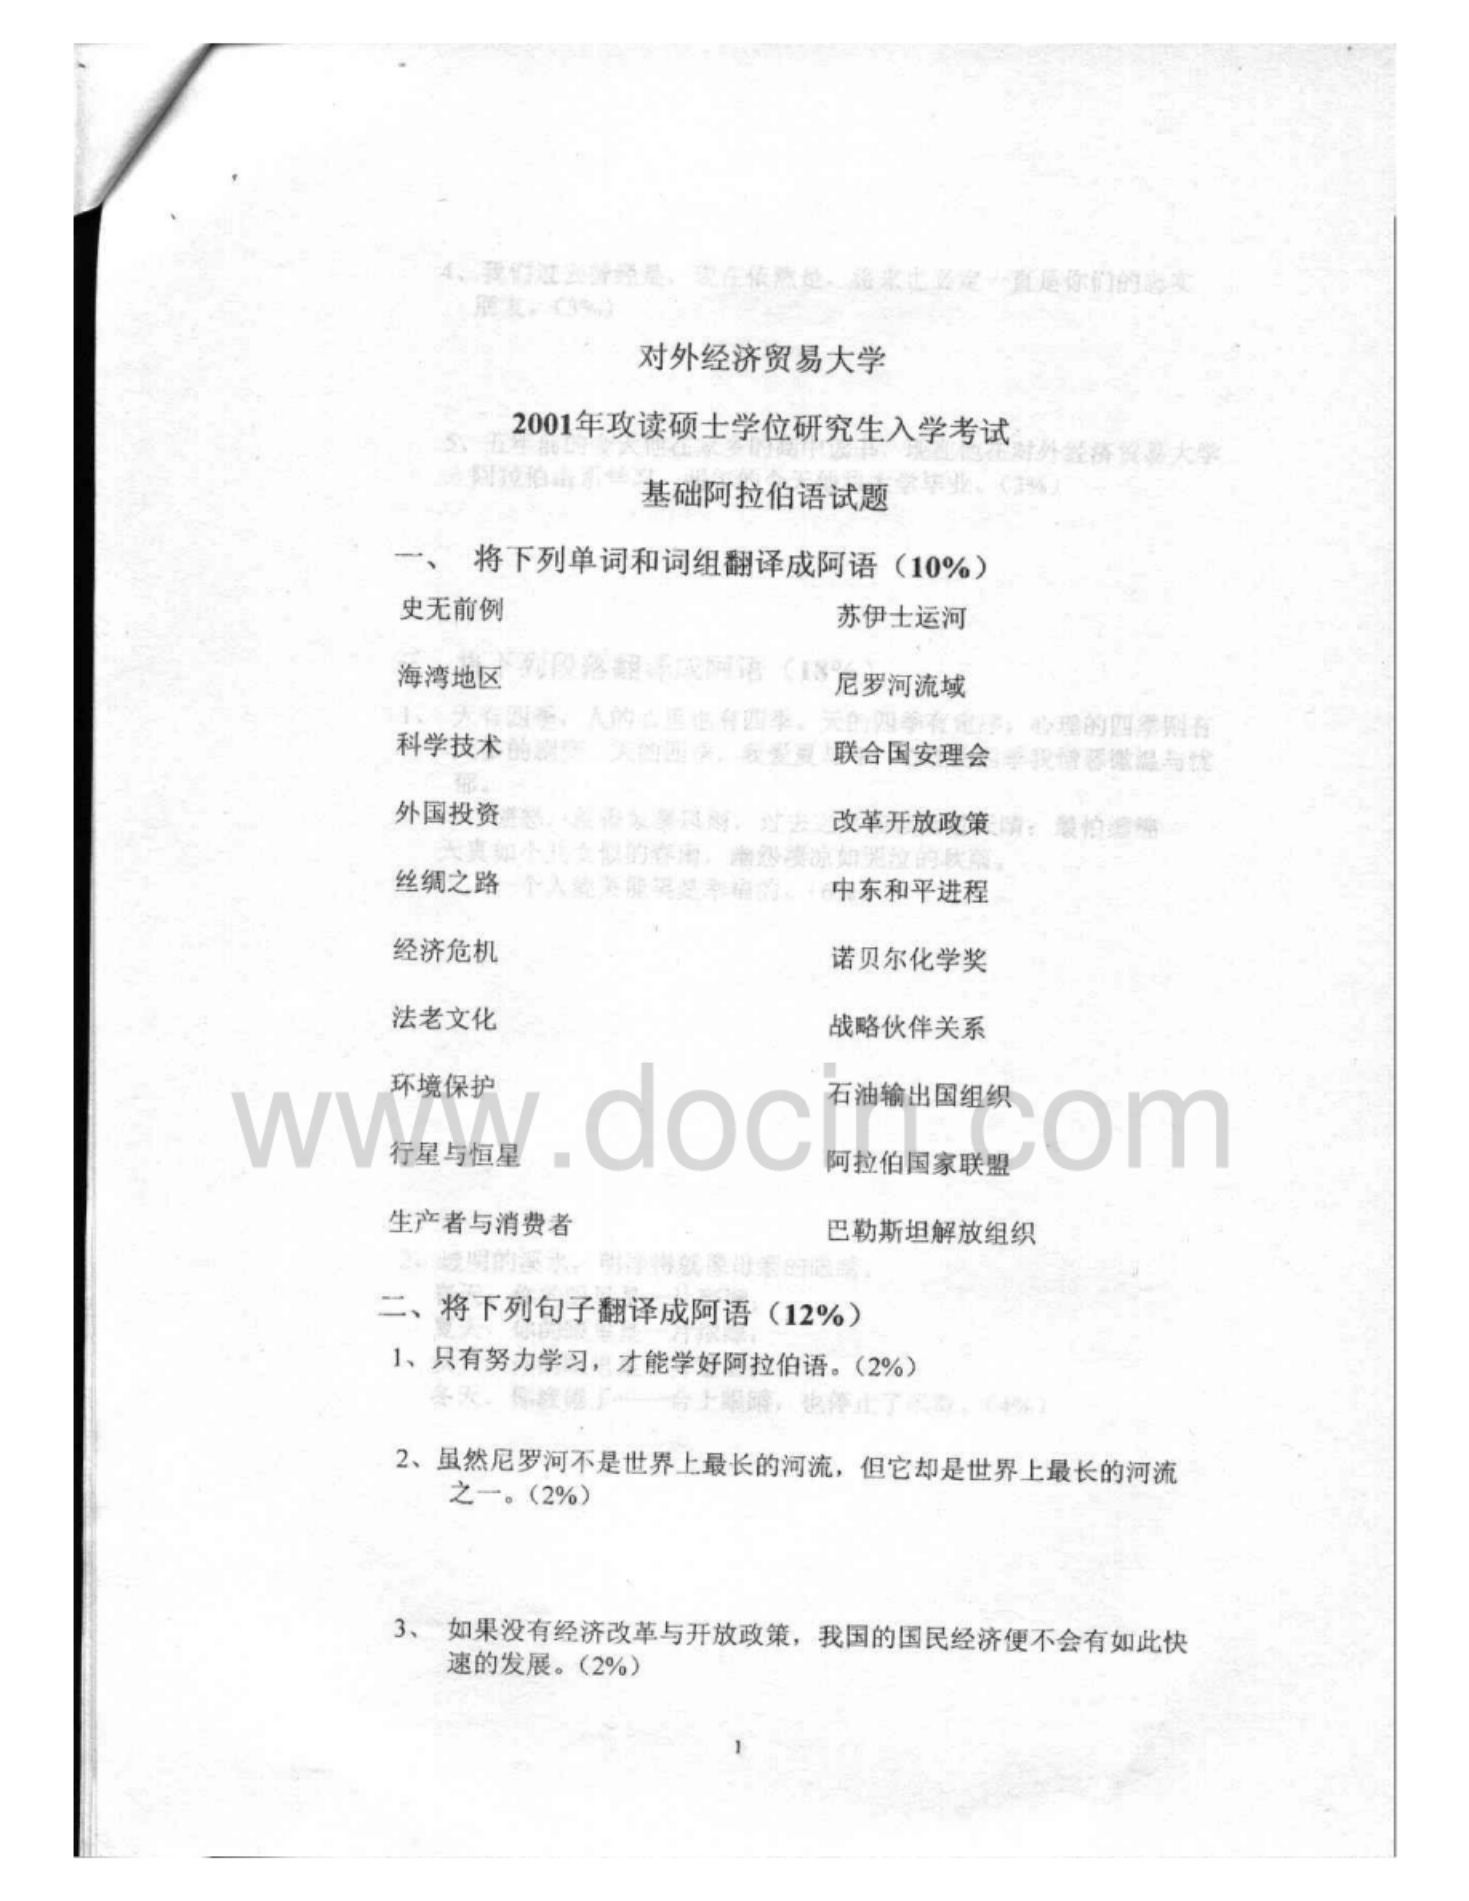 对外经济贸易大学
2001年攻读硕士学位研究生入学考试
基础阿拉伯语试题
一、 将下列单词和词组翻译成阿语（10%）
史无前例 苏伊士运河
海湾地区 尼罗河流域
科学技术 联合国安理会
外国投资 改革开放政策
丝绸之路 中东和平进程
经济危机 诺贝尔化学奖
法老文化 战略伙伴关系
环境保护 石油输出国组织
www.docin.com
行星与恒星 阿拉伯国家联盟
生产者与消费者 巴勒斯坦解放组织
二、将下列句子翻译成阿语（12%）
1、只有努力学习，才能学好阿拉伯语。（2%）
2、虽然尼罗河不是世界上最长的河流，但它却是世界上最长的河流
之一。（2%）
3、 如果没有经济改革与开放政策，我国的国民经济便不会有如此快
速的发展。（2%）
1